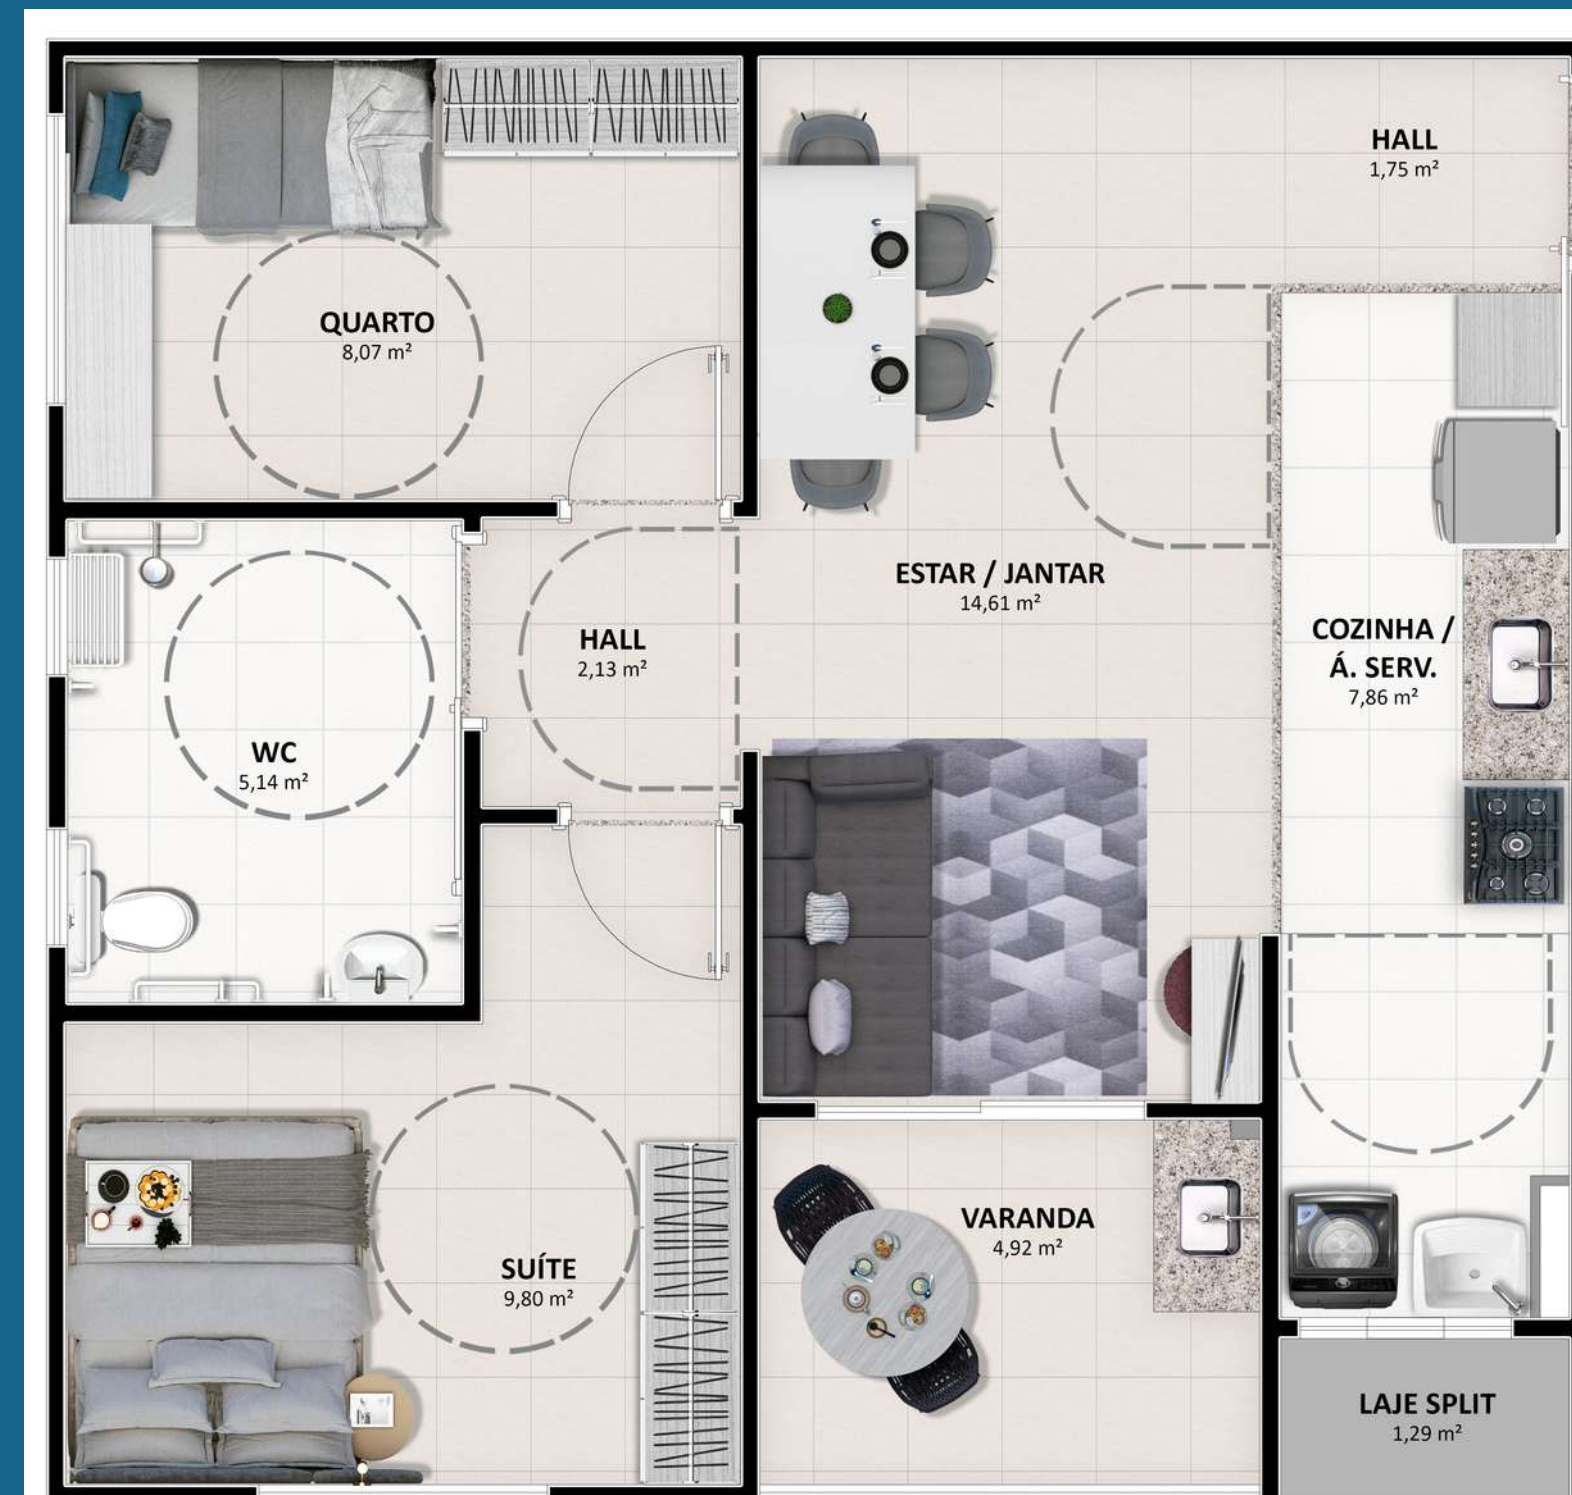 HALL
1,75 m²
QUARTO
8,07 m²
ESTAR / JANTAR
14,61 m²
HALL
2,13 m²
COZINHA /
Á. SERV.
7,86 m²
WC
5,14 m²
VARANDA
4,92 m²
SUÍTE
9,80 m²
LAJE SPLIT
1,29 m²